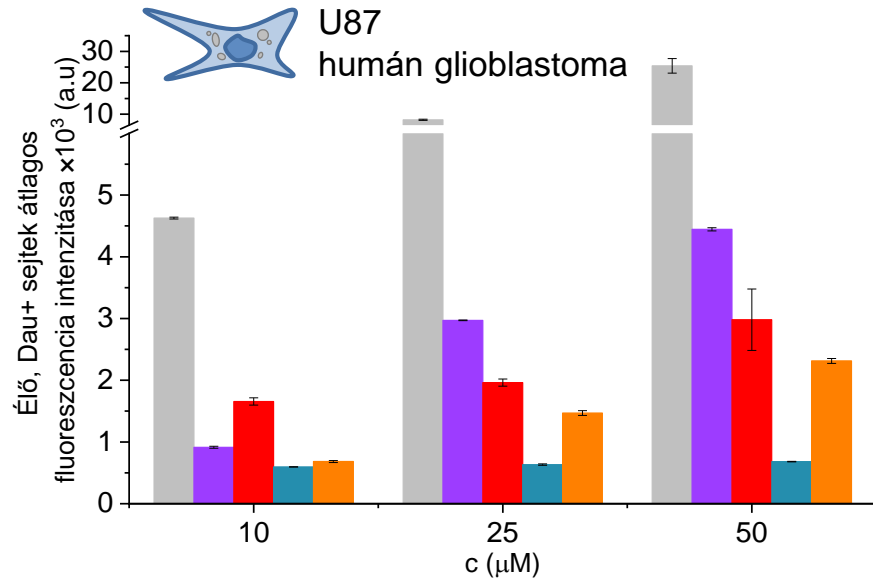 U87
humán glioblastoma
Élő, Dau+ sejtek átlagos
fluoreszcencia intenzitása ×10³ (a.u)
30
20
10
5
4
3
2
1
0
10 25 50
c (μM)